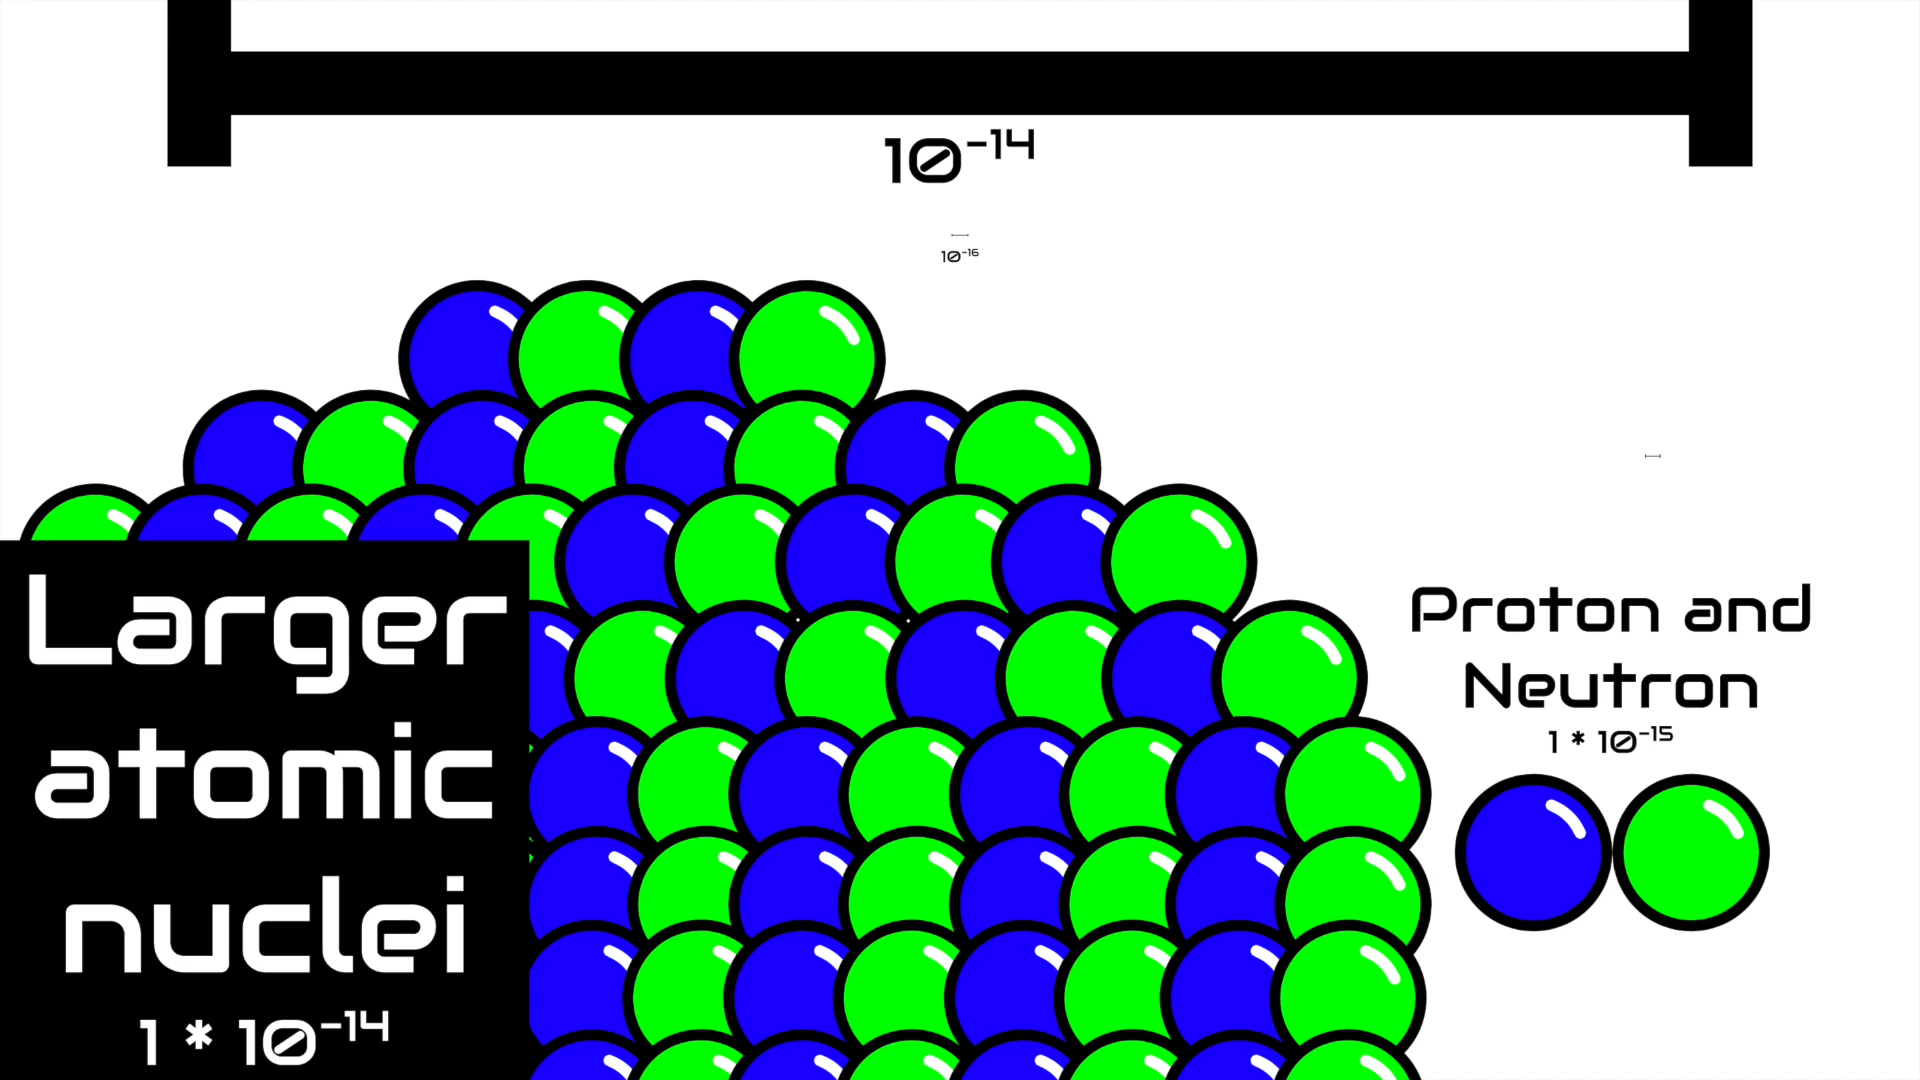 10⁻¹⁴
10⁻¹⁶
Proton and
Neutron
1 * 10⁻¹⁵
Larger
atomic
nuclei
1 * 10⁻¹⁴